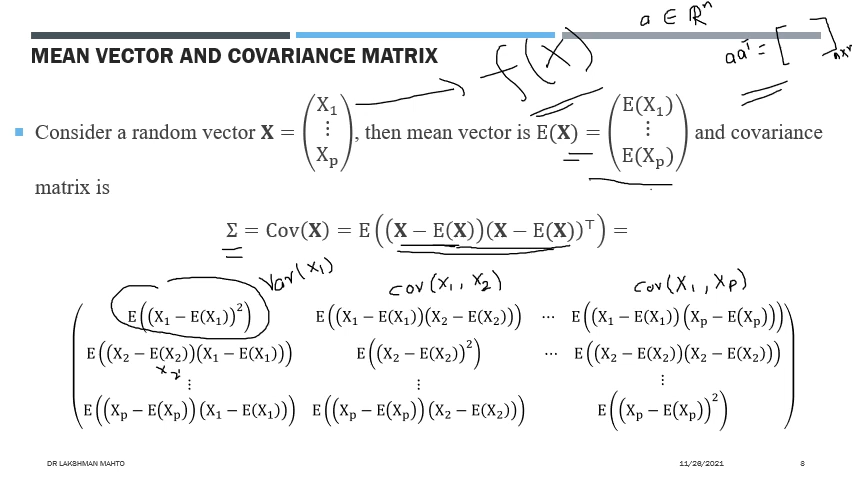 a ∈ ℝⁿ
MEAN VECTOR AND COVARIANCE MATRIX
f(X)
aaᵀ = [ ]ₙₓₙ
Consider a random vector X = (X₁ ⋮ Xₚ), then mean vector is E(X) = (E(X₁) ⋮ E(Xₚ)) and covariance
matrix is
Σ = Cov(X) = E((X − E(X))(X − E(X))ᵀ) =
Var(X₁) Cov(X₁, X₂) Cov(X₁, Xₚ)
E((X₁ − E(X₁))²) E((X₁ − E(X₁))(X₂ − E(X₂))) ⋯ E((X₁ − E(X₁))(Xₚ − E(Xₚ)))
E((X₂ − E(X₂))(X₁ − E(X₁))) E((X₂ − E(X₂))²) ⋯ E((X₂ − E(X₂))(X₂ − E(X₂)))
X₂
⋮ ⋮ ⋮
E((Xₚ − E(Xₚ))(X₁ − E(X₁))) E((Xₚ − E(Xₚ))(X₂ − E(X₂))) E((Xₚ − E(Xₚ))²)
DR LAKSHMAN MAHTO 11/28/2021 8